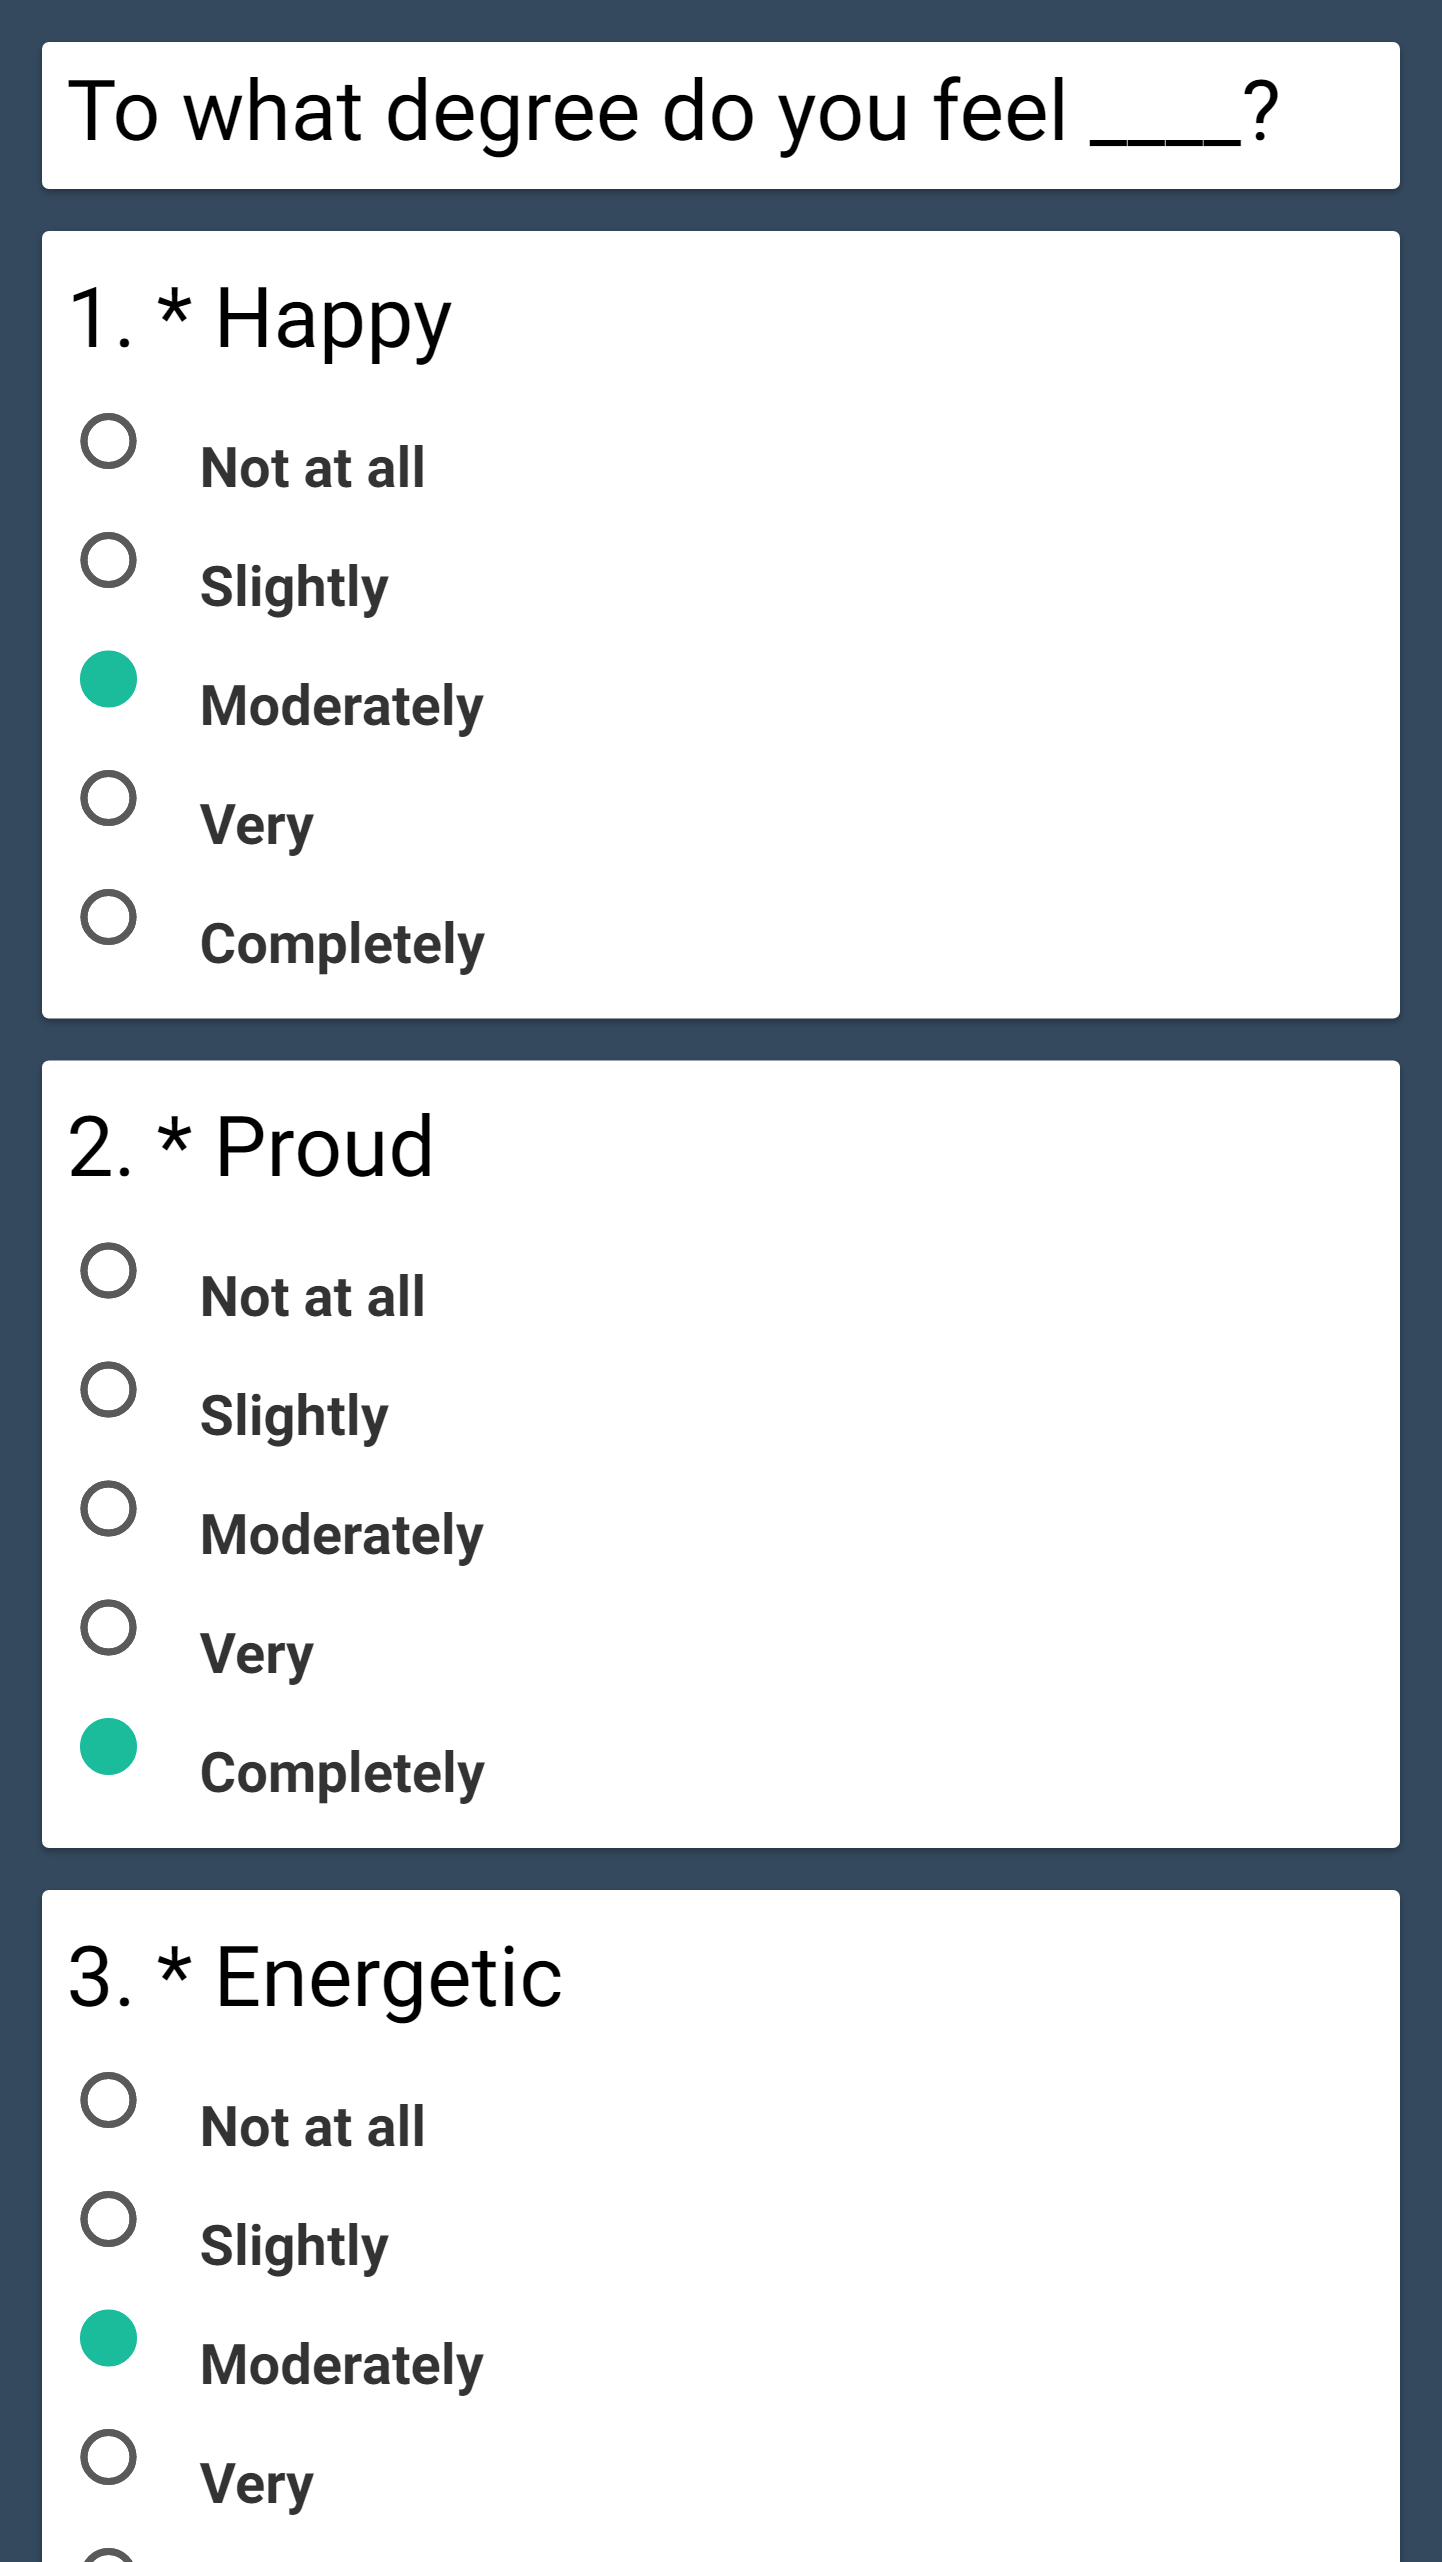 To what degree do you feel ____?
1. * Happy
Not at all
Slightly
Moderately
Very
Completely
2. * Proud
Not at all
Slightly
Moderately
Very
Completely
3. * Energetic
Not at all
Slightly
Moderately
Very